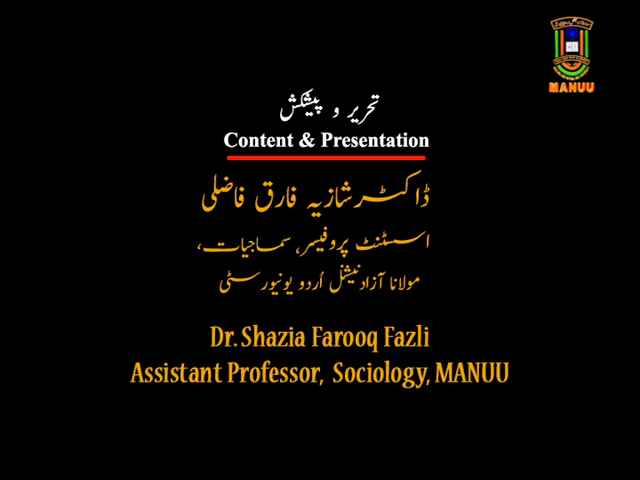 MANUU
تحریر و پیشکش
Content & Presentation
ڈاکٹر شازیہ فارق فاضلی
اسسٹنٹ پروفیسر، سماجیات،
مولانا آزاد نیشنل اُردو یونیورسٹی
Dr. Shazia Farooq Fazli
Assistant Professor, Sociology, MANUU